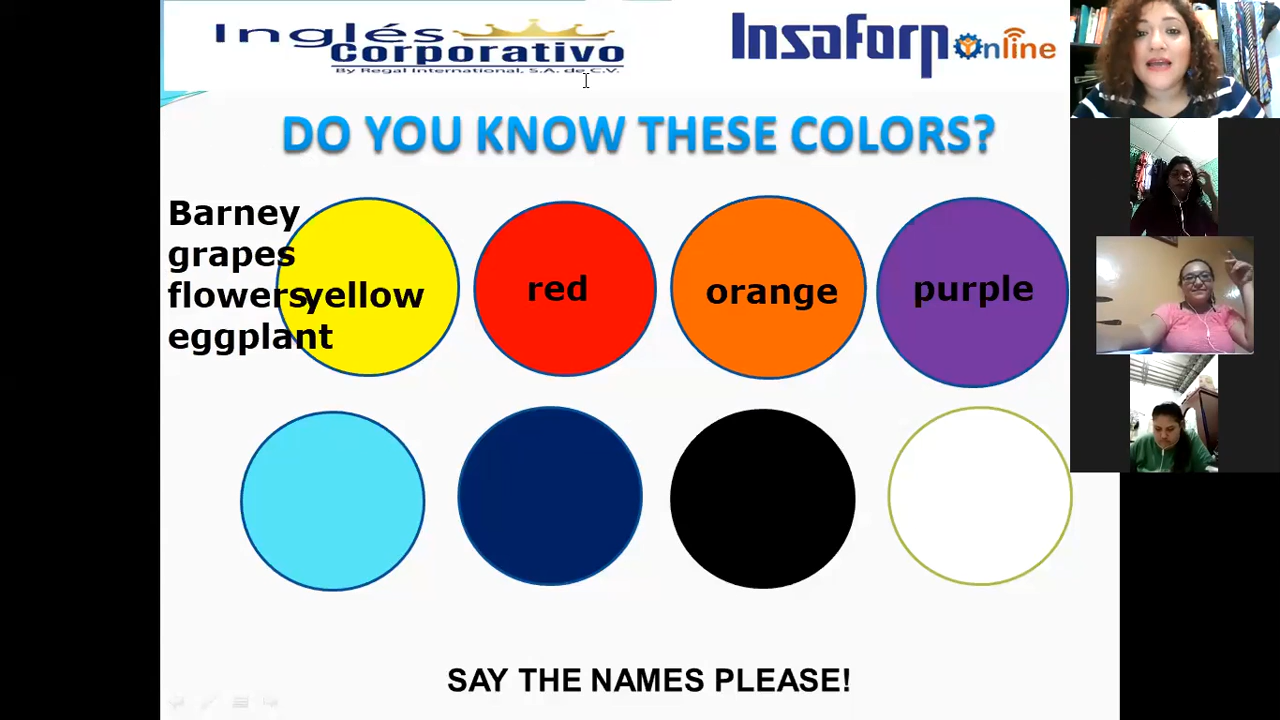 Inglés
Corporativo
By Regal International, S.A. de C.V.
Insaforp Online
DO YOU KNOW THESE COLORS?
Barney
grapes
flowers
eggplant
yellow
red
orange
purple
SAY THE NAMES PLEASE!